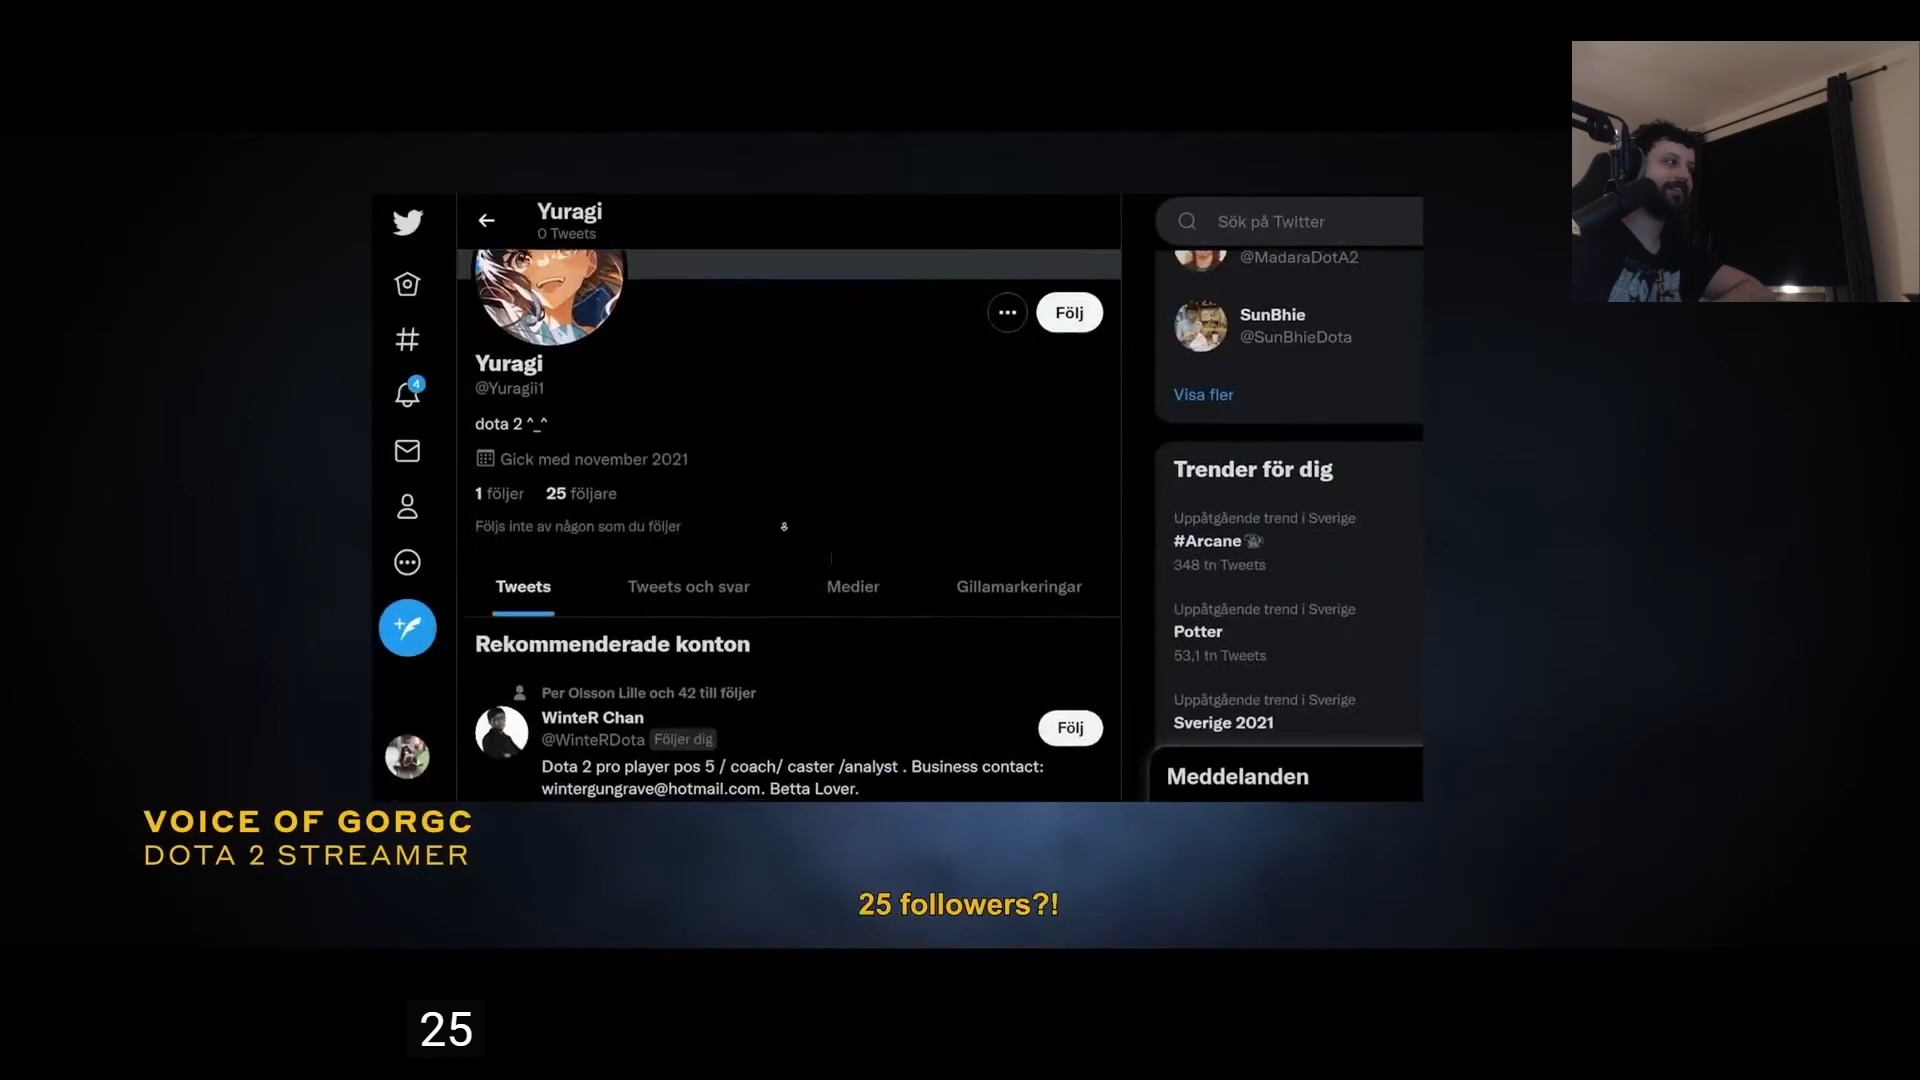 Yuragi
0 Tweets
Sök på Twitter
@MadaraDotA2
SunBhie
@SunBhieDota
Visa fler
Följ
Yuragi
@Yuragii1
dota 2 ^_^
Gick med november 2021
1 följer 25 följare
Följs inte av någon som du följer
Tweets Tweets och svar Medier Gillamarkeringar
Rekommenderade konton
Per Olsson Lille och 42 till följer
WinteR Chan
@WinteRDota Följer dig
Följ
Dota 2 pro player pos 5 / coach/ caster /analyst . Business contact:
wintergungrave@hotmail.com. Betta Lover.
4
Trender för dig
Uppåtgående trend i Sverige
#Arcane
348 tn Tweets
Uppåtgående trend i Sverige
Potter
53,1 tn Tweets
Uppåtgående trend i Sverige
Sverige 2021
Meddelanden
VOICE OF GORGC
DOTA 2 STREAMER
25 followers?!
25